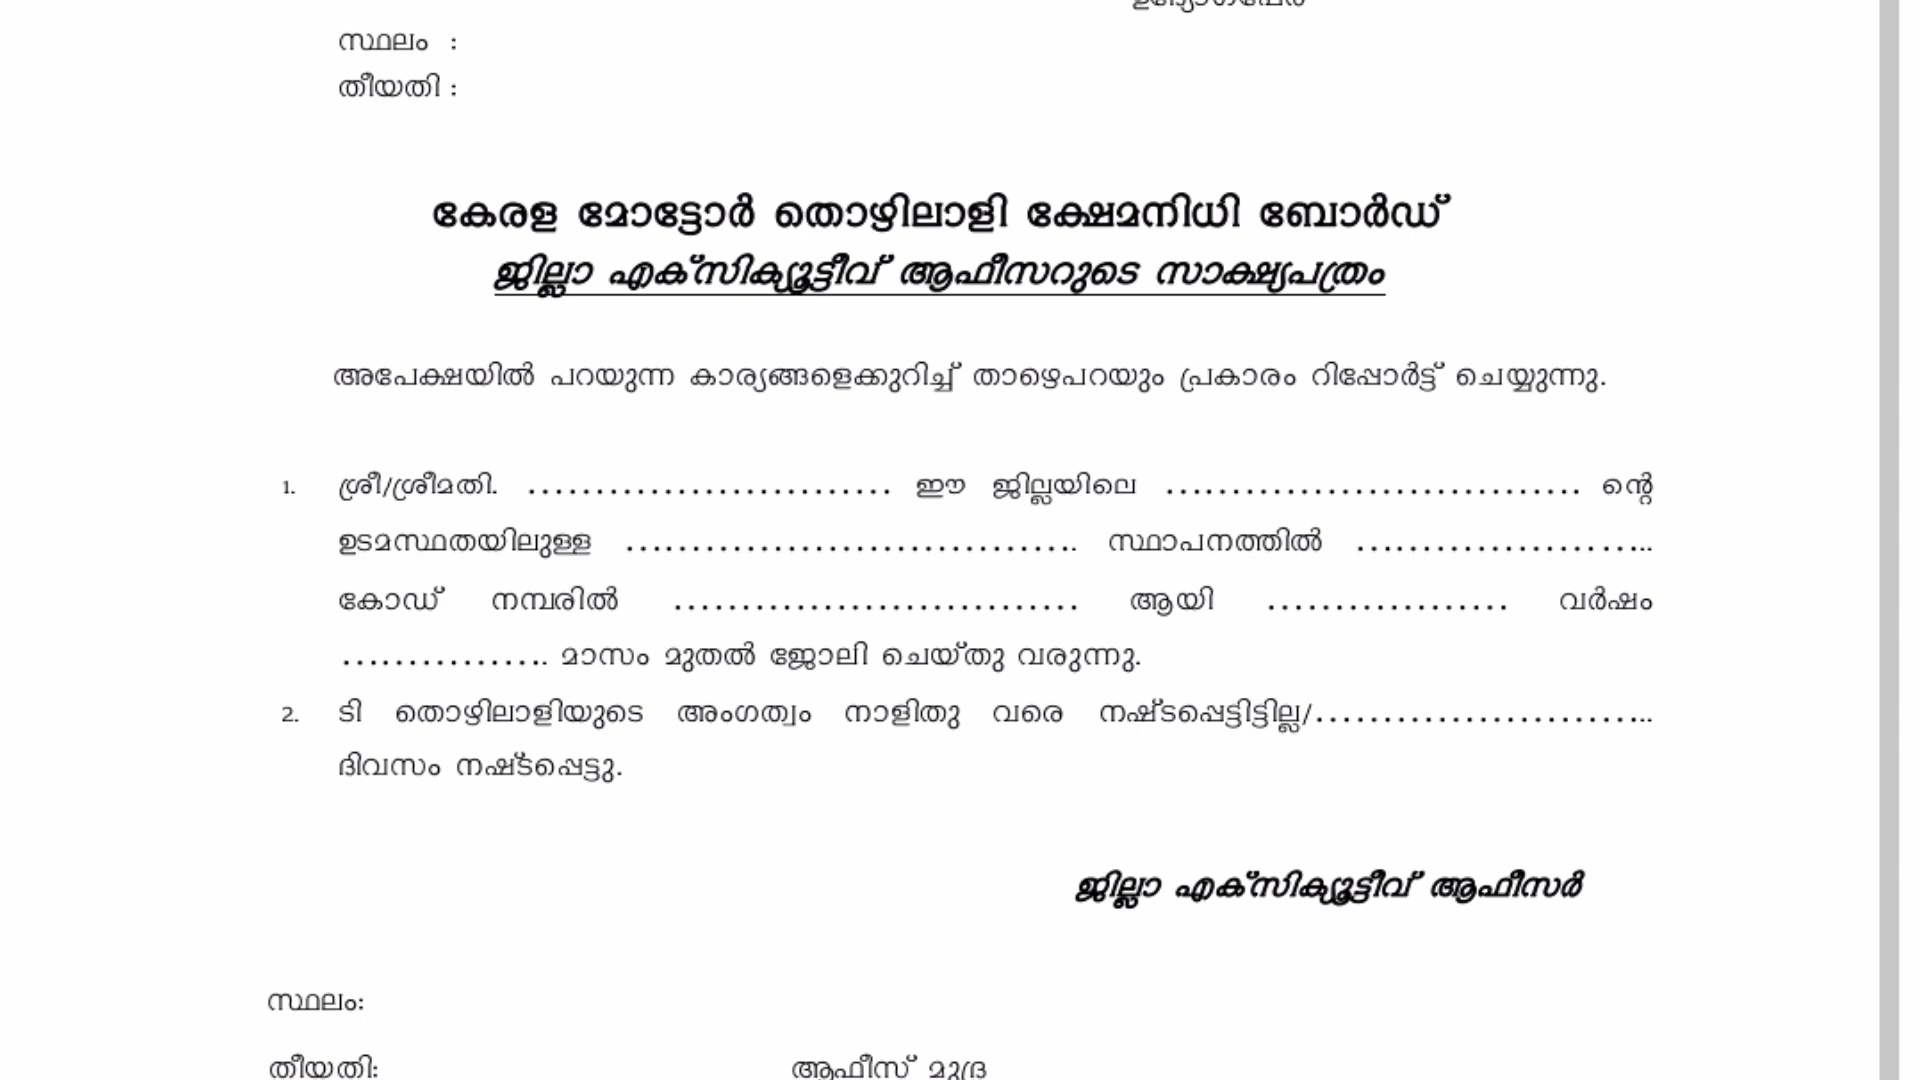 ഉദ്യോഗപ്പേര്
സ്ഥലം :
തീയതി :
കേരള മോട്ടോർ തൊഴിലാളി ക്ഷേമനിധി ബോർഡ്
ജില്ലാ എക്സിക്യൂട്ടീവ് ആഫീസറുടെ സാക്ഷ്യപത്രം
അപേക്ഷയിൽ പറയുന്ന കാര്യങ്ങളെക്കുറിച്ച് താഴെപറയും പ്രകാരം റിപ്പോർട്ട് ചെയ്യുന്നു.
1. ശ്രീ/ശ്രീമതി. ........................... ഈ ജില്ലയിലെ ............................... ന്റെ
ഉടമസ്ഥതയിലുള്ള .................................. സ്ഥാപനത്തിൽ .......................
കോഡ് നമ്പരിൽ .............................. ആയി .................. വർഷം
................ മാസം മുതൽ ജോലി ചെയ്തു വരുന്നു.
2. ടി തൊഴിലാളിയുടെ അംഗത്വം നാളിതു വരെ നഷ്ടപ്പെട്ടിട്ടില്ല/..........................
ദിവസം നഷ്ടപ്പെട്ടു.
ജില്ലാ എക്സിക്യൂട്ടീവ് ആഫീസർ
സ്ഥലം:
തീയതി: ആഫീസ് മുദ്ര